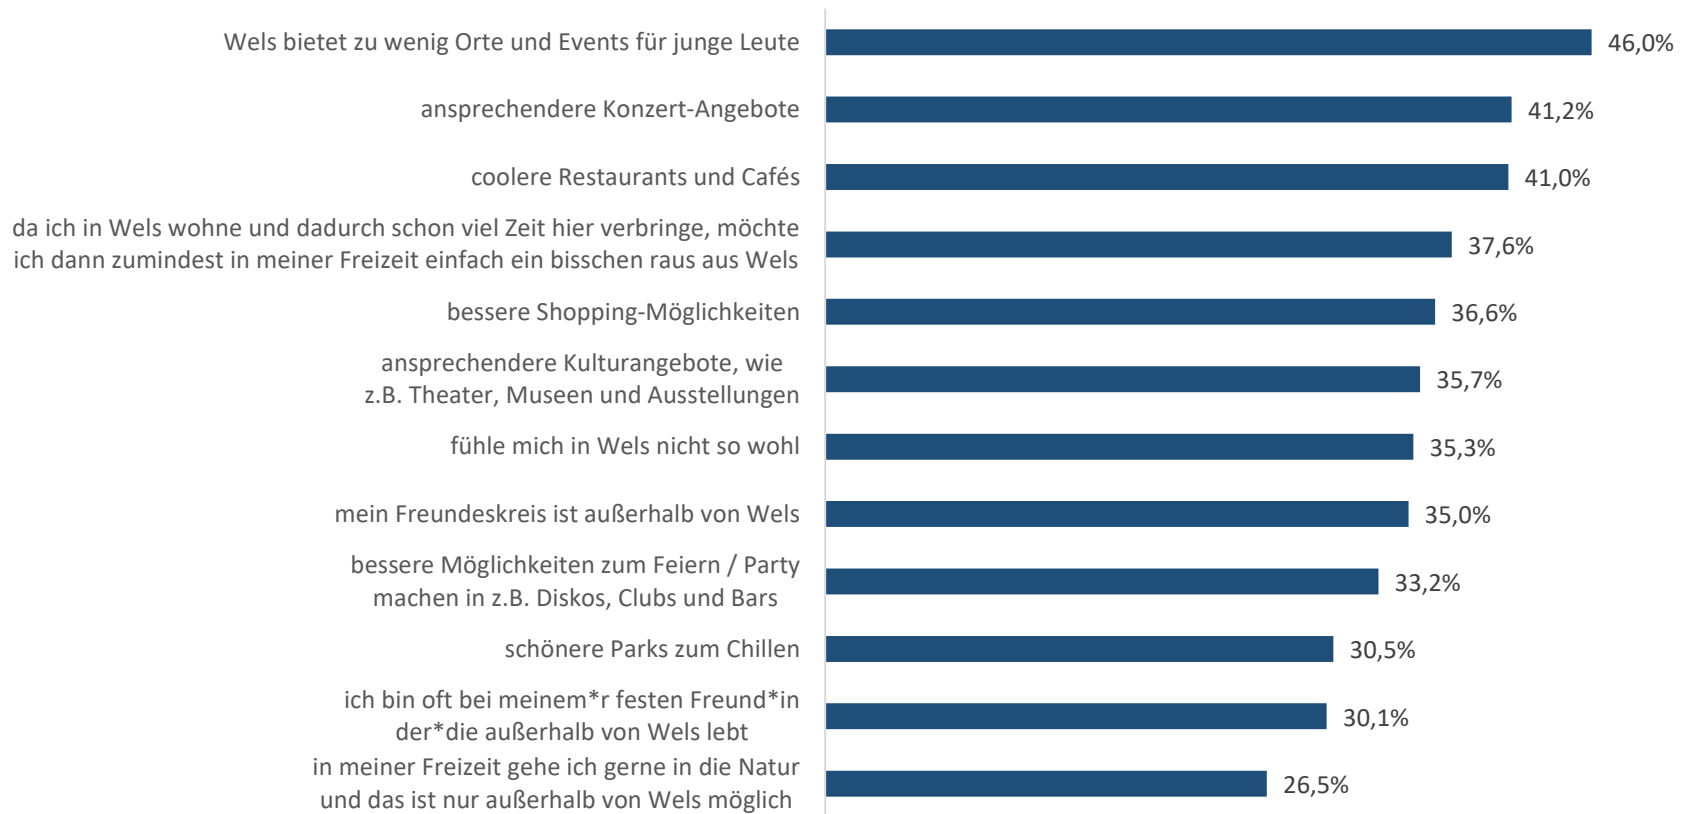 Wels bietet zu wenig Orte und Events für junge Leute
46,0%
ansprechendere Konzert-Angebote
41,2%
coolere Restaurants und Cafés
41,0%
da ich in Wels wohne und dadurch schon viel Zeit hier verbringe, möchte
ich dann zumindest in meiner Freizeit einfach ein bisschen raus aus Wels
37,6%
bessere Shopping-Möglichkeiten
36,6%
ansprechendere Kulturangebote, wie
z.B. Theater, Museen und Ausstellungen
35,7%
fühle mich in Wels nicht so wohl
35,3%
mein Freundeskreis ist außerhalb von Wels
35,0%
bessere Möglichkeiten zum Feiern / Party
machen in z.B. Diskos, Clubs und Bars
33,2%
schönere Parks zum Chillen
30,5%
ich bin oft bei meinem*r festen Freund*in
der*die außerhalb von Wels lebt
30,1%
in meiner Freizeit gehe ich gerne in die Natur
und das ist nur außerhalb von Wels möglich
26,5%